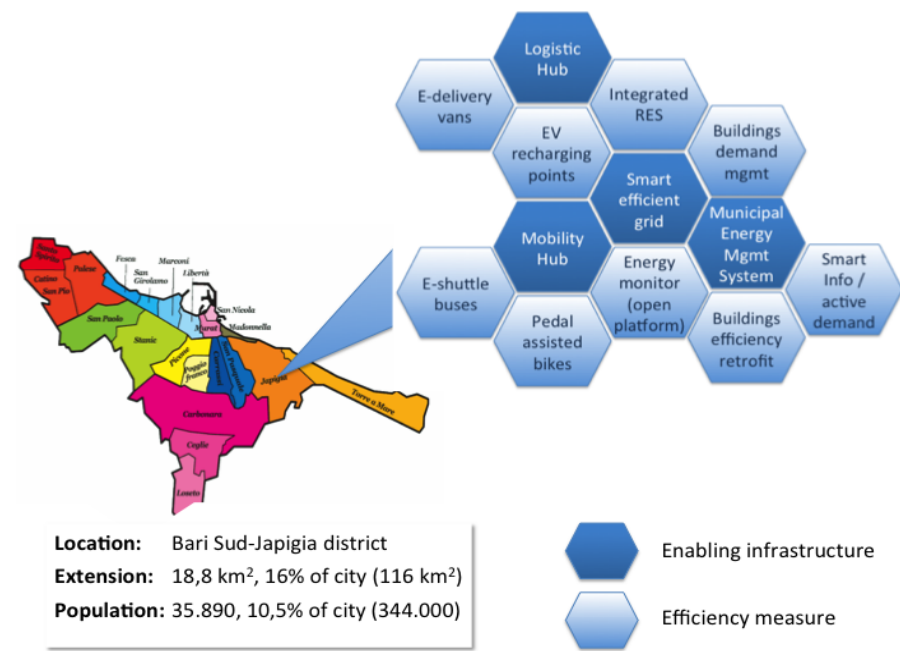 Logistic
Hub
E-delivery
vans
Integrated
RES
EV
recharging
points
Buildings
demand
mgmt
Smart
efficient
grid
Municipal
Energy
Mgmt
System
Mobility
Hub
E-shuttle
buses
Energy
monitor
(open
platform)
Smart
Info /
active
demand
Pedal
assisted
bikes
Buildings
efficiency
retrofit
Santo
Spirito
Palese
Catino
San Pio
Fesca
San
Girolamo
Marconi
Libertà
San Nicola
Murat
Madonnella
San Paolo
Stanic
Picone
Poggio
franco
Carrassi
San Pasquale
Japigia
Torre a Mare
Carbonara
Ceglie
Loseto
Location: Bari Sud-Japigia district
Extension: 18,8 km², 16% of city (116 km²)
Population: 35.890, 10,5% of city (344.000)
Enabling infrastructure
Efficiency measure